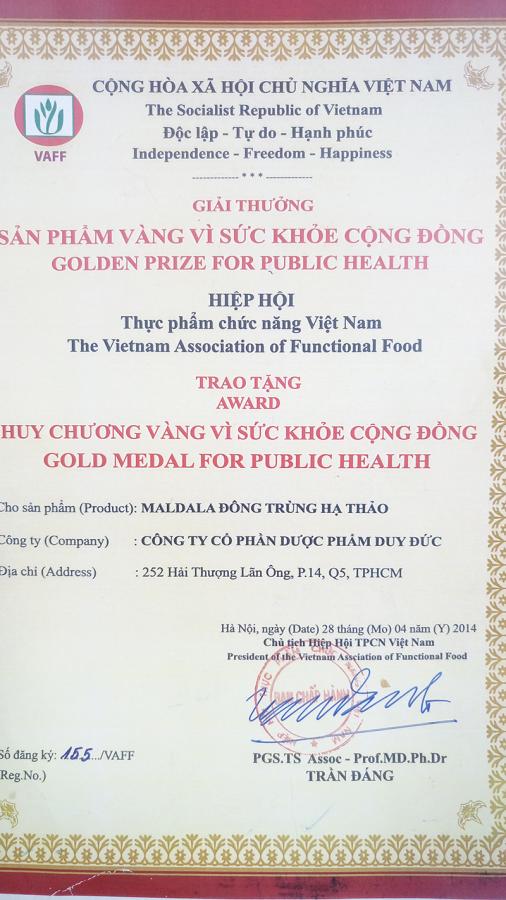 VAFF
CỘNG HÒA XÃ HỘI CHỦ NGHĨA VIỆT NAM
The Socialist Republic of Vietnam
Độc lập - Tự do - Hạnh phúc
Independence - Freedom - Happiness
------------- * * * -------------
GIẢI THƯỞNG
SẢN PHẨM VÀNG VÌ SỨC KHỎE CỘNG ĐỒNG
GOLDEN PRIZE FOR PUBLIC HEALTH
HIỆP HỘI
Thực phẩm chức năng Việt Nam
The Vietnam Association of Functional Food
TRAO TẶNG
AWARD
HUY CHƯƠNG VÀNG VÌ SỨC KHỎE CỘNG ĐỒNG
GOLD MEDAL FOR PUBLIC HEALTH
Cho sản phẩm (Product): MALDALA ĐÔNG TRÙNG HẠ THẢO
Công ty (Company) : CÔNG TY CỔ PHẦN DƯỢC PHẨM DUY ĐỨC
Địa chỉ (Address) : 252 Hải Thượng Lãn Ông, P.14, Q5, TPHCM
Hà Nội, ngày (Date) 28 tháng (Mo) 04 năm (Y) 2014
Chủ tịch Hiệp Hội TPCN Việt Nam
President of the Vietnam Assciation of Functional Food
BAN CHẤP HÀNH
Số đăng ký: 155.../VAFF
(Reg.No.)
PGS.TS Assoc - Prof.MD.Ph.Dr
TRẦN ĐÁNG